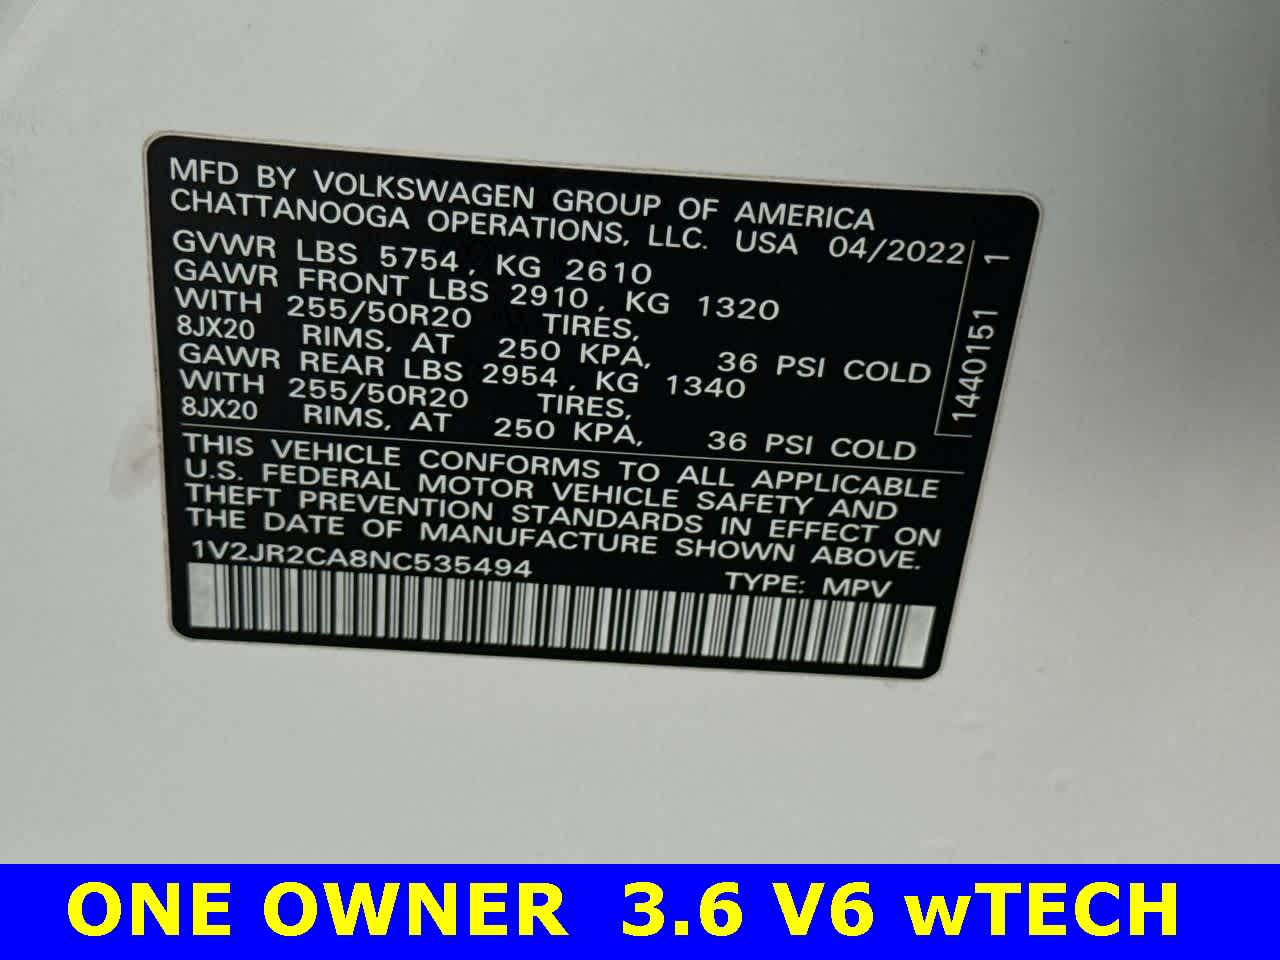 MFD BY VOLKSWAGEN GROUP OF AMERICA
CHATTANOOGA OPERATIONS, LLC. USA 04/2022
GVWR LBS 5754, KG 2610
GAWR FRONT LBS 2910, KG 1320
WITH 255/50R20 TIRES,
8JX20 RIMS, AT 250 KPA, 36 PSI COLD
GAWR REAR LBS 2954, KG 1340
WITH 255/50R20 TIRES,
8JX20 RIMS, AT 250 KPA, 36 PSI COLD
1440151 1
THIS VEHICLE CONFORMS TO ALL APPLICABLE
U.S. FEDERAL MOTOR VEHICLE SAFETY AND
THEFT PREVENTION STANDARDS IN EFFECT ON
THE DATE OF MANUFACTURE SHOWN ABOVE.
1V2JR2CA8NC535494 TYPE: MPV
ONE OWNER 3.6 V6 wTECH